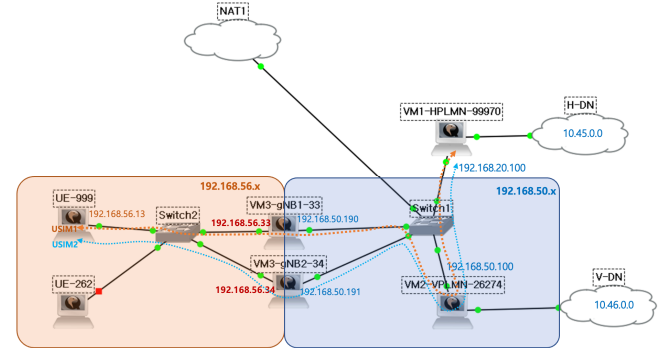 NAT1
VM1-HPLMN-99970
H-DN
10.45.0.0
192.168.20.100
192.168.56.x
192.168.50.x
UE-999
192.168.56.13
USIM1
USIM2
Switch2
VM3-gNB1-33
192.168.56.33
192.168.50.190
Switch1
VM3-gNB2-34
192.168.56.34
192.168.50.191
192.168.50.100
VM2-VPLMN-26274
UE-262
V-DN
10.46.0.0